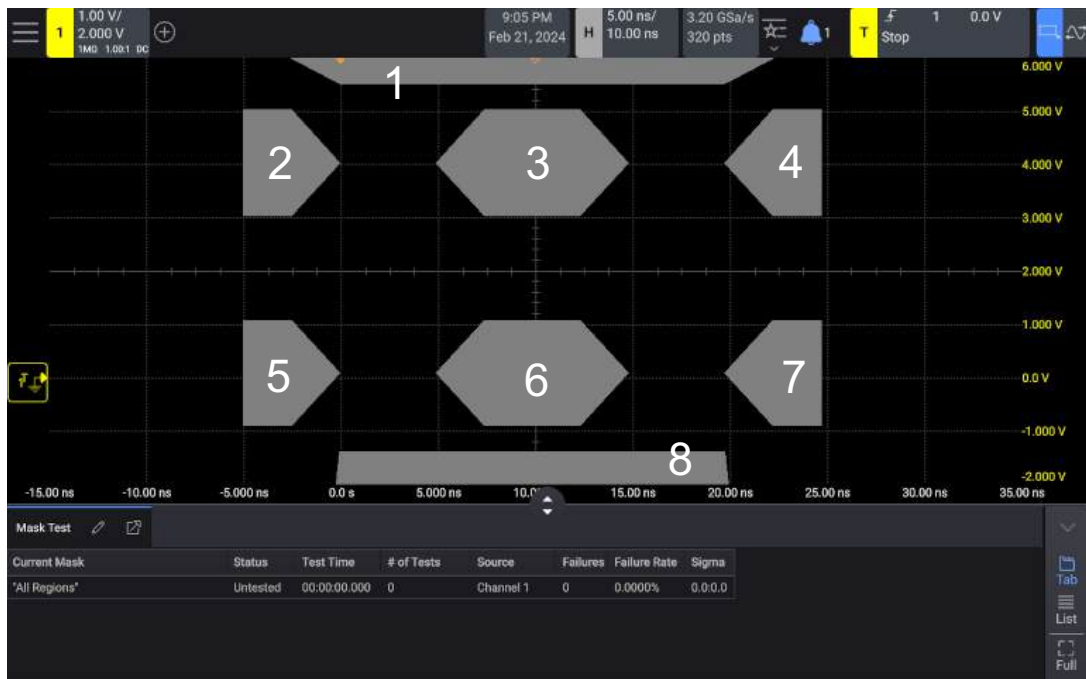 1 1.00 V/ 2.000 V 1MΩ 1.00:1 DC
9:05 PM
Feb 21, 2024
H 5.00 ns/ 10.00 ns
3.20 GSa/s
320 pts
1
T 1 0.0 V
Stop
6.000 V
1
5.000 V
2 3 4
4.000 V
3.000 V
2.000 V
1.000 V
5 6 7
0.0 V
-1.000 V
8
-2.000 V
-15.00 ns -10.00 ns -5.000 ns 0.0 s 5.000 ns 10.0 15.00 ns 20.00 ns 25.00 ns 30.00 ns 35.00 ns
Mask Test
Current Mask Status Test Time # of Tests Source Failures Failure Rate Sigma
"All Regions" Untested 00:00:00.000 0 Channel 1 0 0.0000% 0.0:0.0
Tab
List
Full